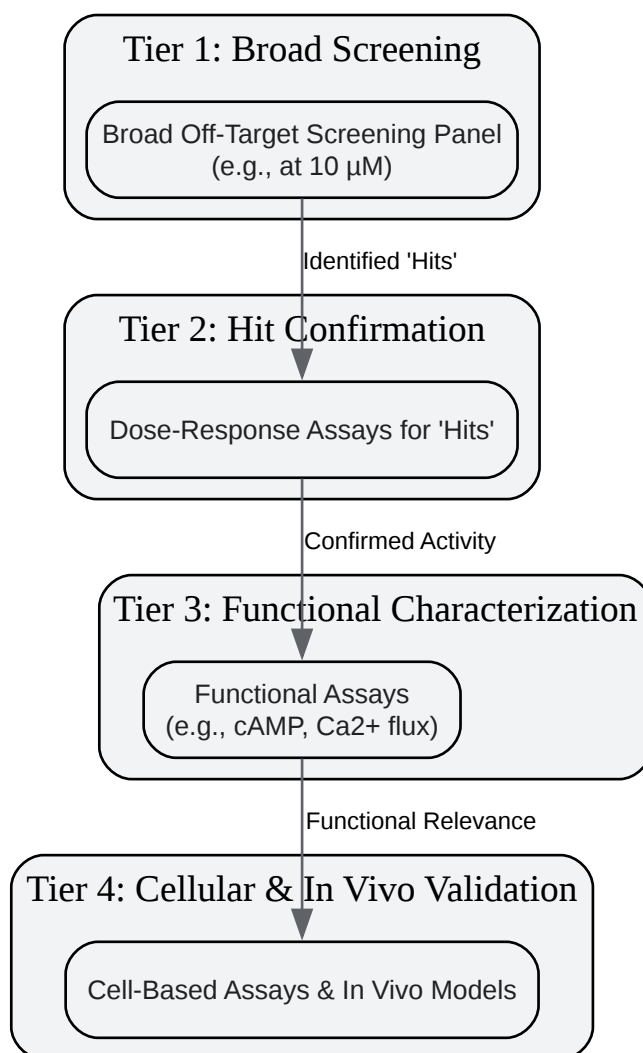 Tier 1: Broad Screening
Broad Off-Target Screening Panel
(e.g., at 10 µM)
Identified 'Hits'
Tier 2: Hit Confirmation
Dose-Response Assays for 'Hits'
Confirmed Activity
Tier 3: Functional Characterization
Functional Assays
(e.g., cAMP, Ca2+ flux)
Functional Relevance
Tier 4: Cellular & In Vivo Validation
Cell-Based Assays & In Vivo Models